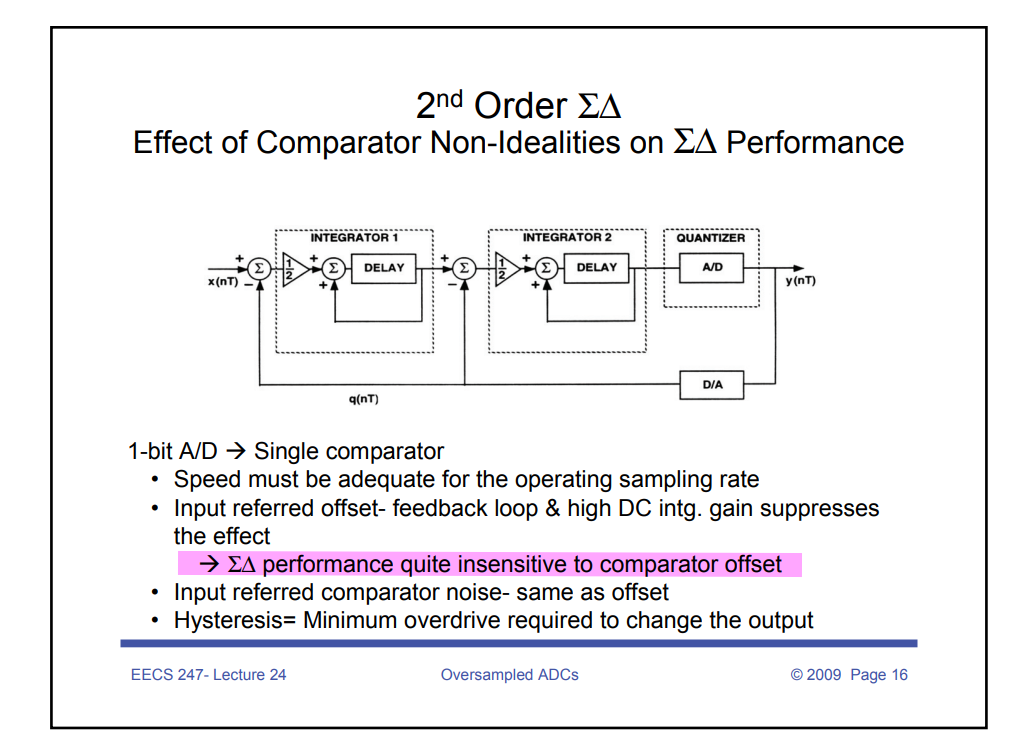 2nd Order ΣΔ
Effect of Comparator Non-Idealities on ΣΔ Performance
INTEGRATOR 1
INTEGRATOR 2
QUANTIZER
+
Σ
1
2
+
Σ
DELAY
+
Σ
1
2
+
Σ
DELAY
A/D
x(nT)
−
+
−
+
y(nT)
D/A
q(nT)
1-bit A/D → Single comparator
• Speed must be adequate for the operating sampling rate
• Input referred offset- feedback loop & high DC intg. gain suppresses
the effect
→ ΣΔ performance quite insensitive to comparator offset
• Input referred comparator noise- same as offset
• Hysteresis= Minimum overdrive required to change the output
EECS 247- Lecture 24
Oversampled ADCs
© 2009 Page 16